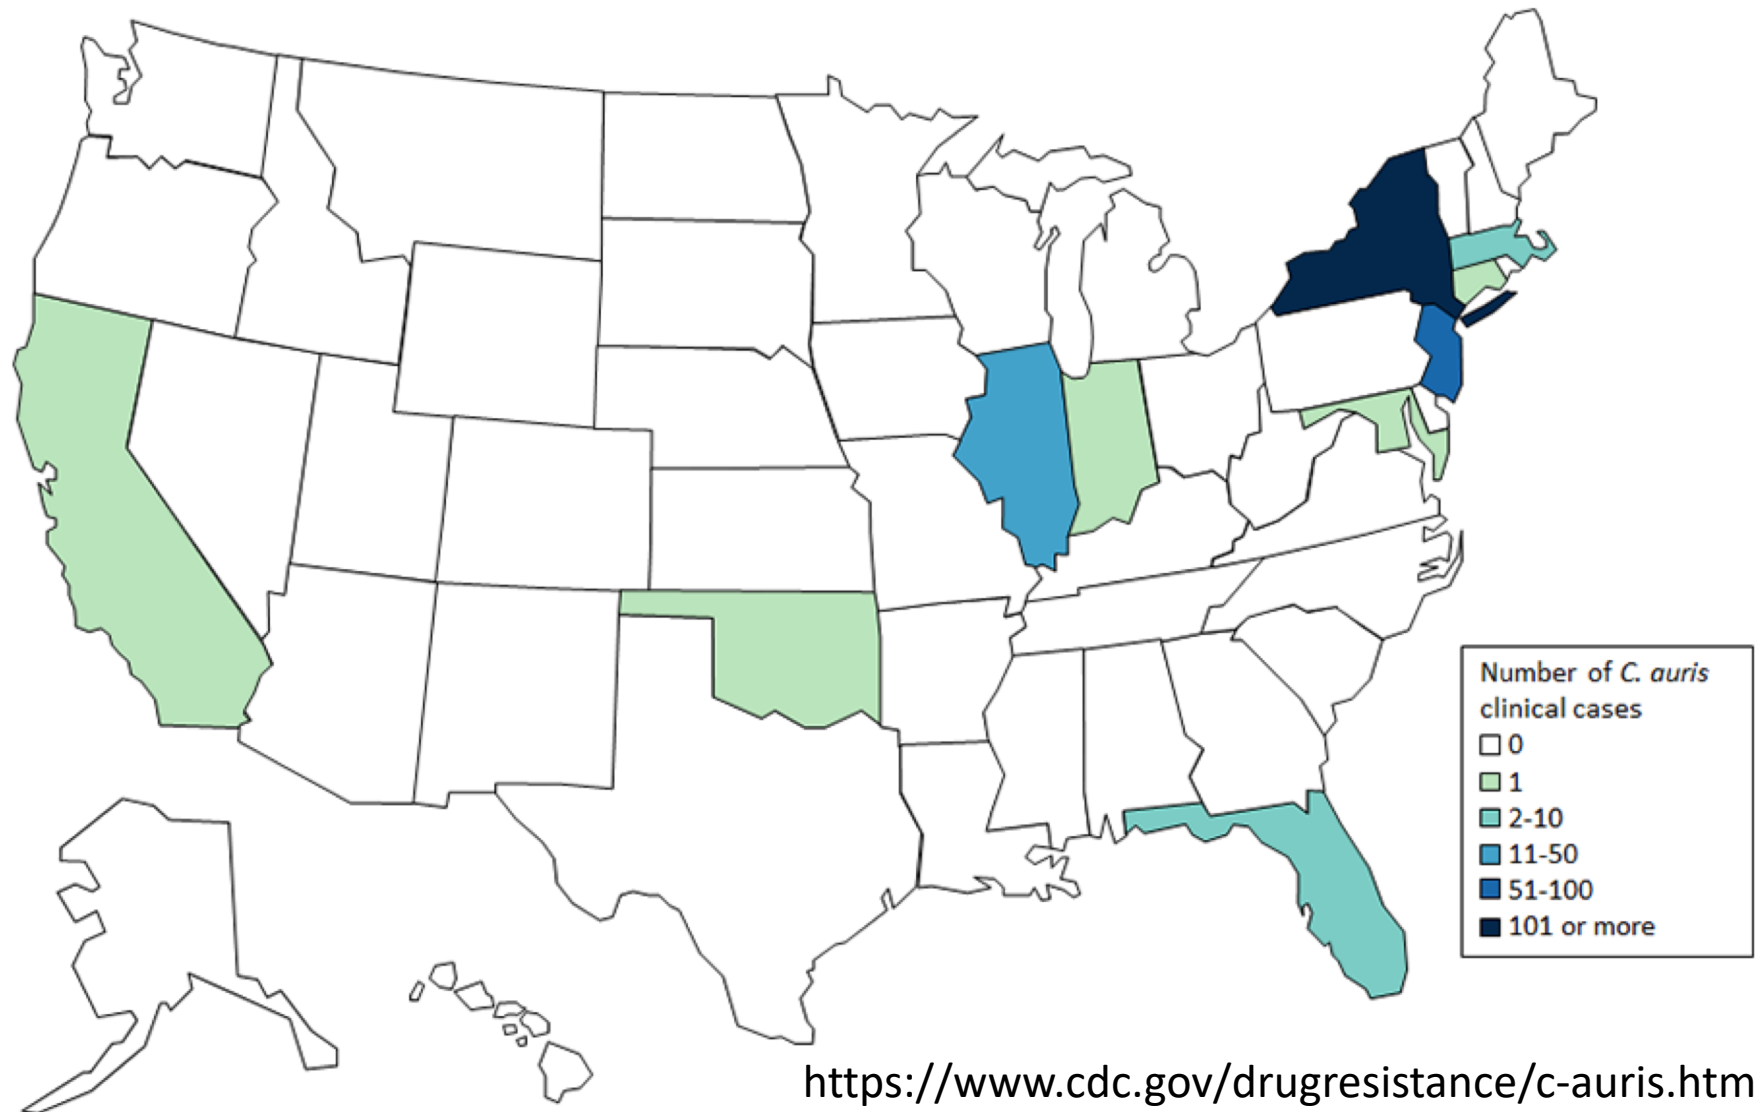 Number of C. auris
clinical cases
0
1
2-10
11-50
51-100
101 or more
https://www.cdc.gov/drugresistance/c-auris.htm